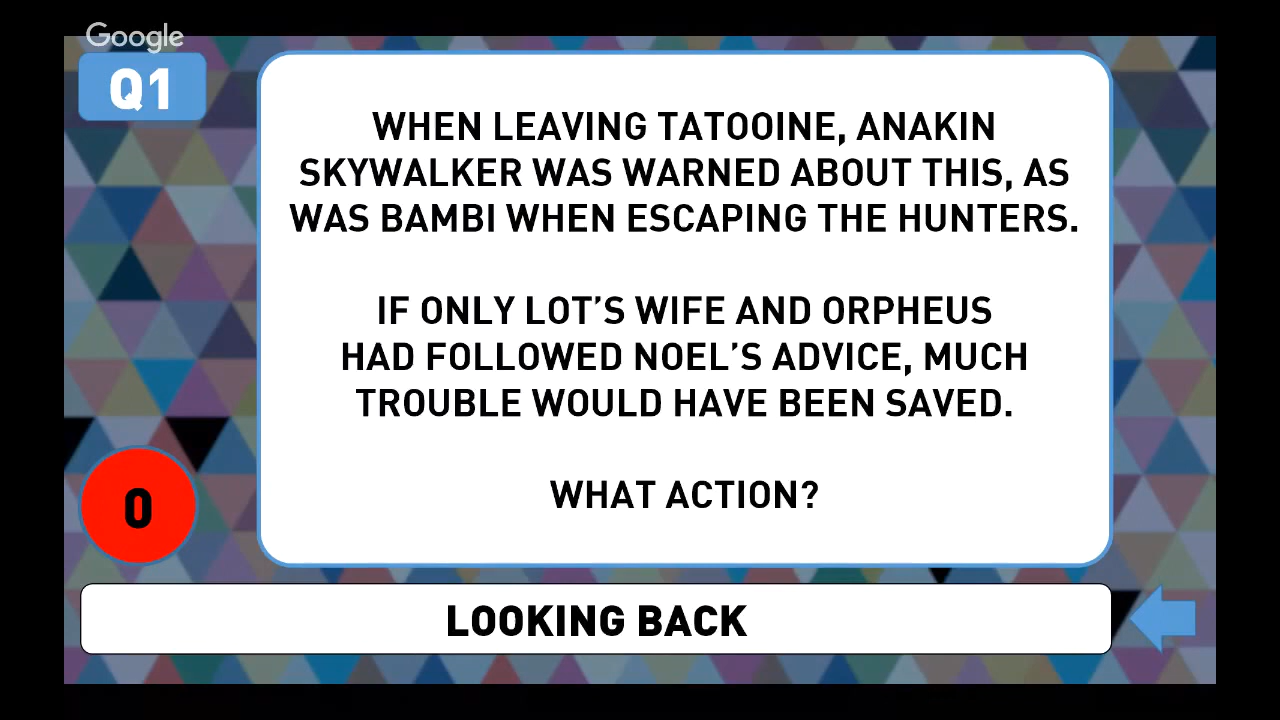 Google
Q1
WHEN LEAVING TATOOINE, ANAKIN
SKYWALKER WAS WARNED ABOUT THIS, AS
WAS BAMBI WHEN ESCAPING THE HUNTERS.
IF ONLY LOT'S WIFE AND ORPHEUS
HAD FOLLOWED NOEL'S ADVICE, MUCH
TROUBLE WOULD HAVE BEEN SAVED.
WHAT ACTION?
0
LOOKING BACK